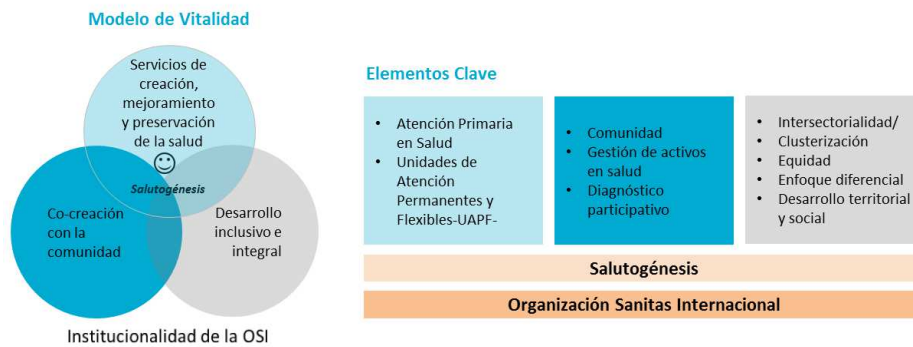 Modelo de Vitalidad
Servicios de
creación,
mejoramiento
y preservación
de la salud
Salutogénesis
Co-creación
con la
comunidad
Desarrollo
inclusivo e
integral
Institucionalidad de la OSI
Elementos Clave
• Atención Primaria
en Salud
• Unidades de
Atención
Permanentes y
Flexibles-UAPF-
• Comunidad
• Gestión de activos
en salud
• Diagnóstico
participativo
• Intersectorialidad/
• Clusterización
• Equidad
• Enfoque diferencial
• Desarrollo territorial
y social
Salutogénesis
Organización Sanitas Internacional